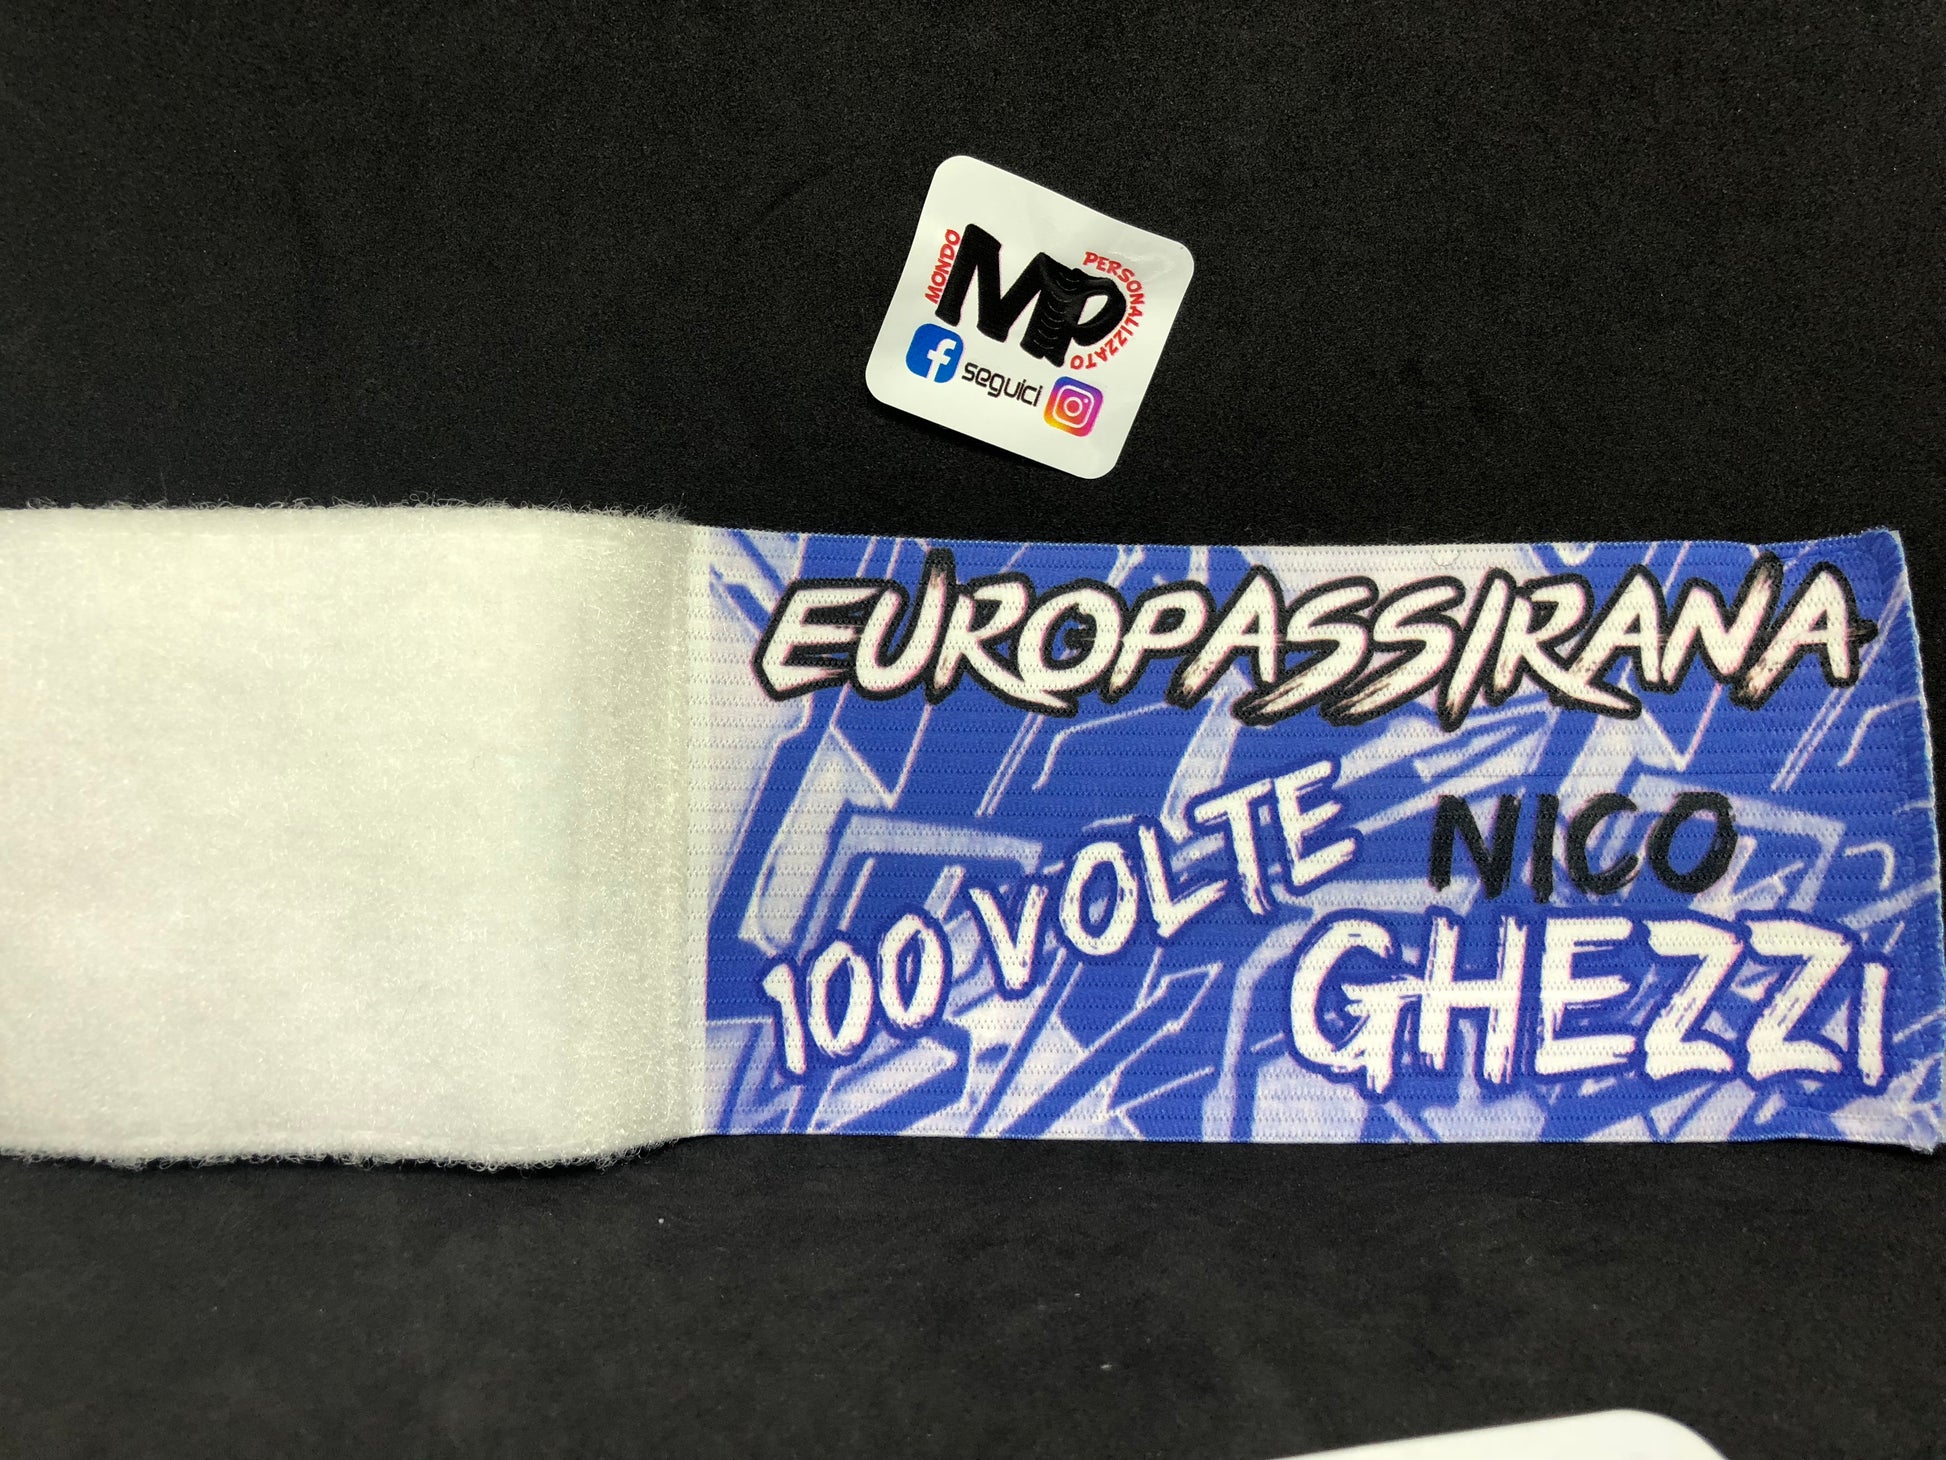 MONDO
MP
PERSONALIZZATO
seguici
EUROPASSIRANA
100 VOLTE
NICO
GHEZZi